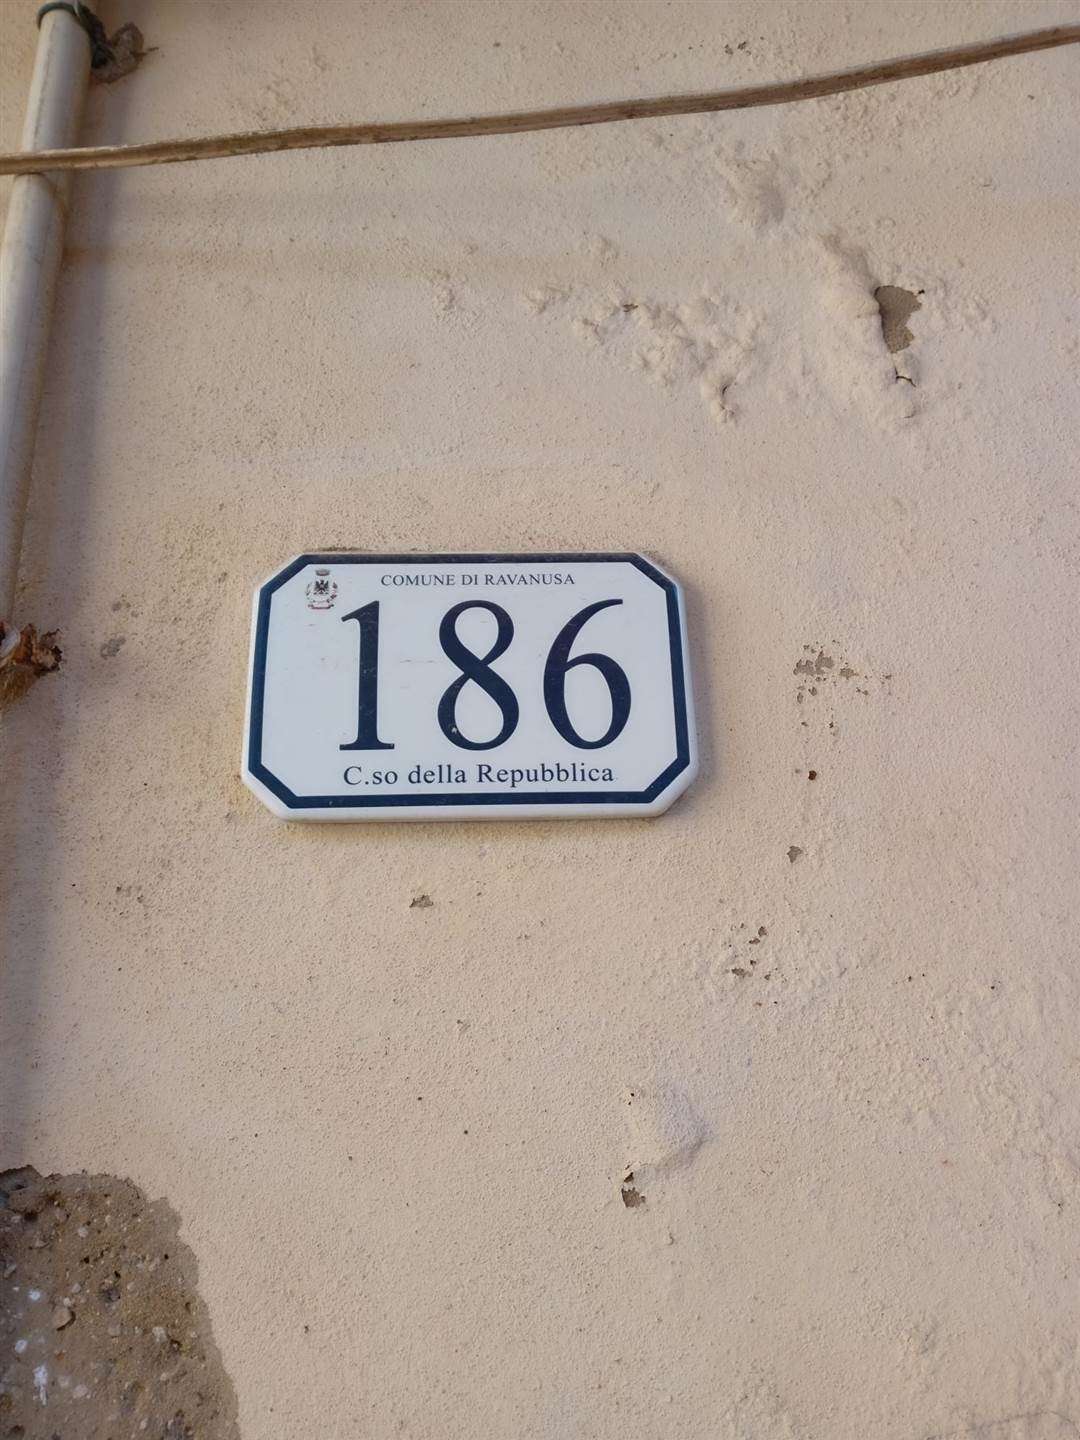 COMUNE DI RAVANUSA
186
C.so della Repubblica